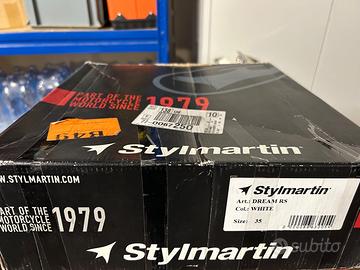 PART OF THE
MOTORCYCLE
WORLD SINCE
1979
Stylmartin
WWW.STYLMARTIN.COM
PART OF THE
MOTORCYCLE
WORLD SINCE
1979
Stylmartin
Stylmartin
Art.: DREAM RS
Col.: WHITE
Size: 35
subito